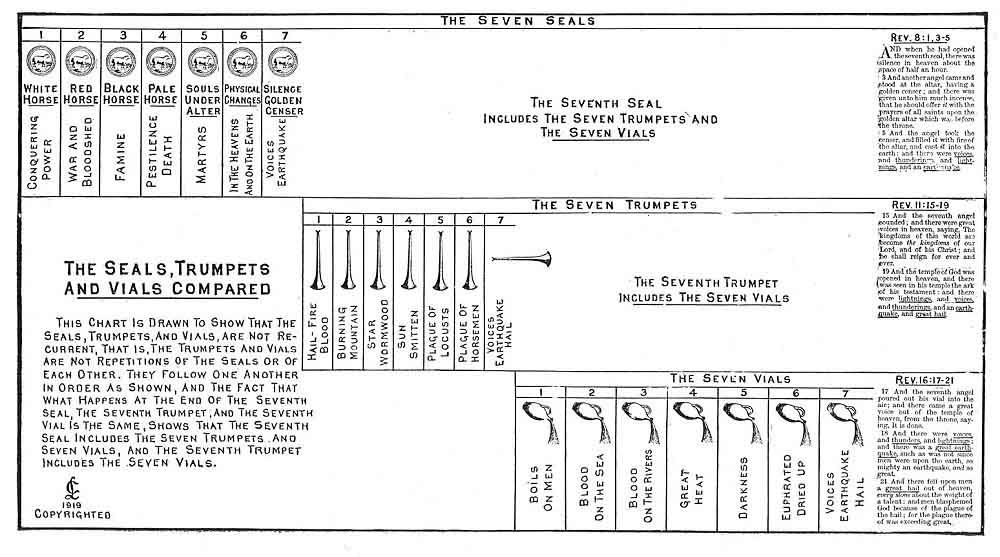 THE SEVEN SEALS
1 2 3 4 5 6 7
WHITE HORSE
RED HORSE
BLACK HORSE
PALE HORSE
SOULS UNDER ALTER
PHYSICAL CHANGES
SILENCE GOLDEN CENSER
CONQUERING POWER
WAR AND BLOODSHED
FAMINE
PESTILENCE DEATH
MARTYRS
IN THE HEAVENS AND ON THE EARTH
VOICES EARTHQUAKE
THE SEVENTH SEAL
INCLUDES THE SEVEN TRUMPETS AND
THE SEVEN VIALS
REV. 8:1,3-5
AND when he had opened
the seventh seal, there was
silence in heaven about the
space of half an hour.
3 And another angel came and
stood at the altar, having a
golden censer; and there was
given unto him much incense,
that he should offer it with the
prayers of all saints upon the
golden altar which was before
the throne.
5 And the angel took the
censer, and filled it with fire of
the altar, and cast it into the
earth: and there were voices,
and thunderings, and light-
nings, and an earthquake.
THE SEVEN TRUMPETS
1 2 3 4 5 6 7
HAIL-FIRE BLOOD
BURNING MOUNTAIN
STAR WORMWOOD
SUN SMITTEN
PLAGUE OF LOCUSTS
PLAGUE OF HORSEMEN
VOICES EARTHQUAKE HAIL
THE SEVENTH TRUMPET
INCLUDES THE SEVEN VIALS
REV. 11:15-19
15 And the seventh angel
sounded; and there were great
voices in heaven, saying, The
kingdoms of this world are
become the kingdoms of our
Lord, and of his Christ; and
he shall reign for ever and
ever.
19 And the temple of God was
opened in heaven, and there
was seen in his temple the ark
of his testament: and there
were lightnings, and voices,
and thunderings, and an earth-
quake, and great hail.
THE SEALS, TRUMPETS
AND VIALS COMPARED
THIS CHART IS DRAWN TO SHOW THAT THE
SEALS, TRUMPETS, AND VIALS, ARE NOT RE-
CURRENT, THAT IS, THE TRUMPETS AND VIALS
ARE NOT REPETITIONS OF THE SEALS OR OF
EACH OTHER. THEY FOLLOW ONE ANOTHER
IN ORDER AS SHOWN, AND THE FACT THAT
WHAT HAPPENS AT THE END OF THE SEVENTH
SEAL, THE SEVENTH TRUMPET, AND THE SEVENTH
VIAL IS THE SAME, SHOWS THAT THE SEVENTH
SEAL INCLUDES THE SEVEN TRUMPETS AND
SEVEN VIALS, AND THE SEVENTH TRUMPET
INCLUDES THE SEVEN VIALS.
1919
COPYRIGHTED
THE SEVEN VIALS
1 2 3 4 5 6 7
BOILS ON MEN
BLOOD ON THE SEA
BLOOD ON THE RIVERS
GREAT HEAT
DARKNESS
EUPHRATED DRIED UP
VOICES EARTHQUAKE HAIL
REV. 16:17-21
17 And the seventh angel
poured out his vial into the
air; and there came a great
voice out of the temple of
heaven, from the throne, say-
ing, It is done.
18 And there were voices,
and thunders, and lightnings;
and there was a great earth-
quake, such as was not since
men were upon the earth, so
mighty an earthquake, and so
great.
21 And there fell upon men
a great hail out of heaven,
every stone about the weight of
a talent: and men blasphemed
God because of the plague of
the hail; for the plague there-
of was exceeding great.